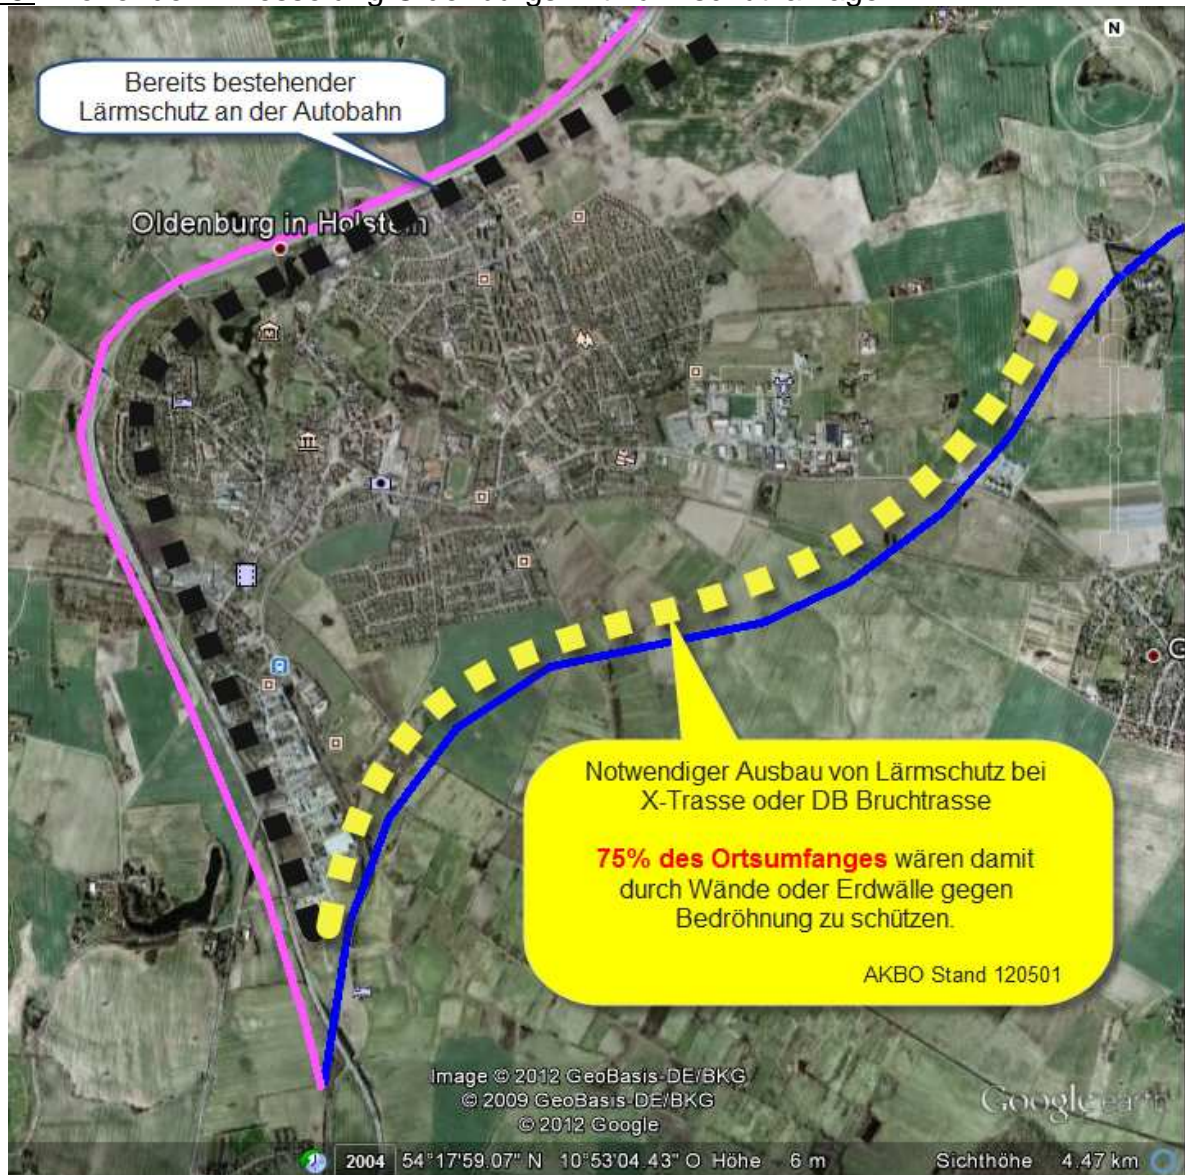 Bereits bestehender
Lärmschutz an der Autobahn
N
Oldenburg in Holstein
G
Notwendiger Ausbau von Lärmschutz bei
X-Trasse oder DB Bruchtrasse
75% des Ortsumfanges wären damit
durch Wände oder Erdwälle gegen
Bedröhnung zu schützen.
AKBO Stand 120501
Image © 2012 GeoBasis-DE/BKG
© 2009 GeoBasis-DE/BKG
© 2012 Google
Google earth
2004 54°17'59.07" N 10°53'04.43" O Höhe 6 m Sichthöhe 4.47 km